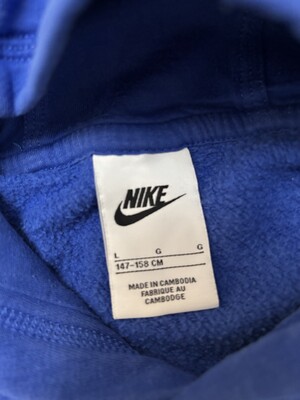 NIKE
L G G
147-158 CM
MADE IN CAMBODIA
FABRIQUE AU
CAMBODGE